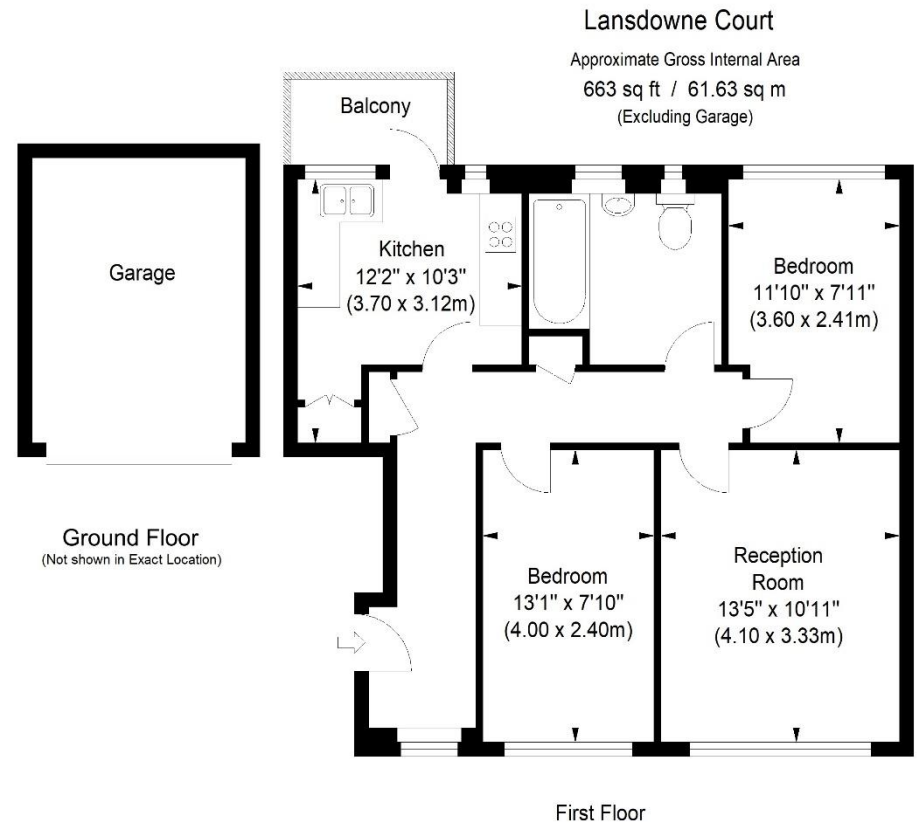 Lansdowne Court
Approximate Gross Internal Area
663 sq ft / 61.63 sq m
(Excluding Garage)
Balcony
Garage
Kitchen
12'2" x 10'3"
(3.70 x 3.12m)
Bedroom
11'10" x 7'11"
(3.60 x 2.41m)
Ground Floor
(Not shown in Exact Location)
Bedroom
13'1" x 7'10"
(4.00 x 2.40m)
Reception
Room
13'5" x 10'11"
(4.10 x 3.33m)
First Floor